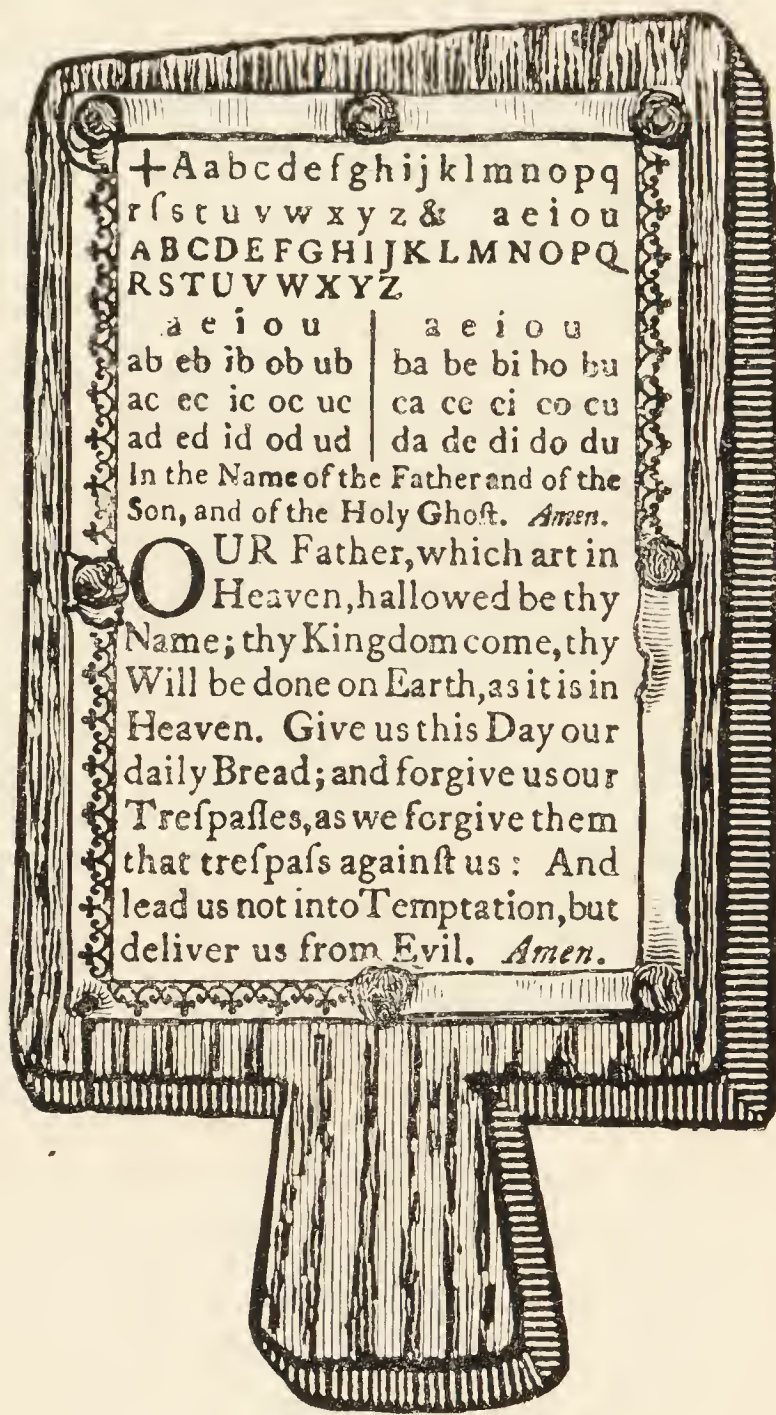 +Aabcdefghijklmnopq
rſstuvwxyz& aeiou
ABCDEFGHIJKLMNOPQ
RSTUVWXYZ
a e i o u | a e i o u
ab eb ib ob ub | ba be bi bo bu
ac ec ic oc uc | ca ce ci co cu
ad ed id od ud | da de di do du
In the Name of the Father and of the
Son, and of the Holy Ghoſt. Amen.
OUR Father, which art in
Heaven, hallowed be thy
Name; thy Kingdom come, thy
Will be done on Earth, as it is in
Heaven. Give us this Day our
daily Bread; and forgive us our
Treſpaſſes, as we forgive them
that treſpaſs againſt us: And
lead us not into Temptation, but
deliver us from Evil. Amen.